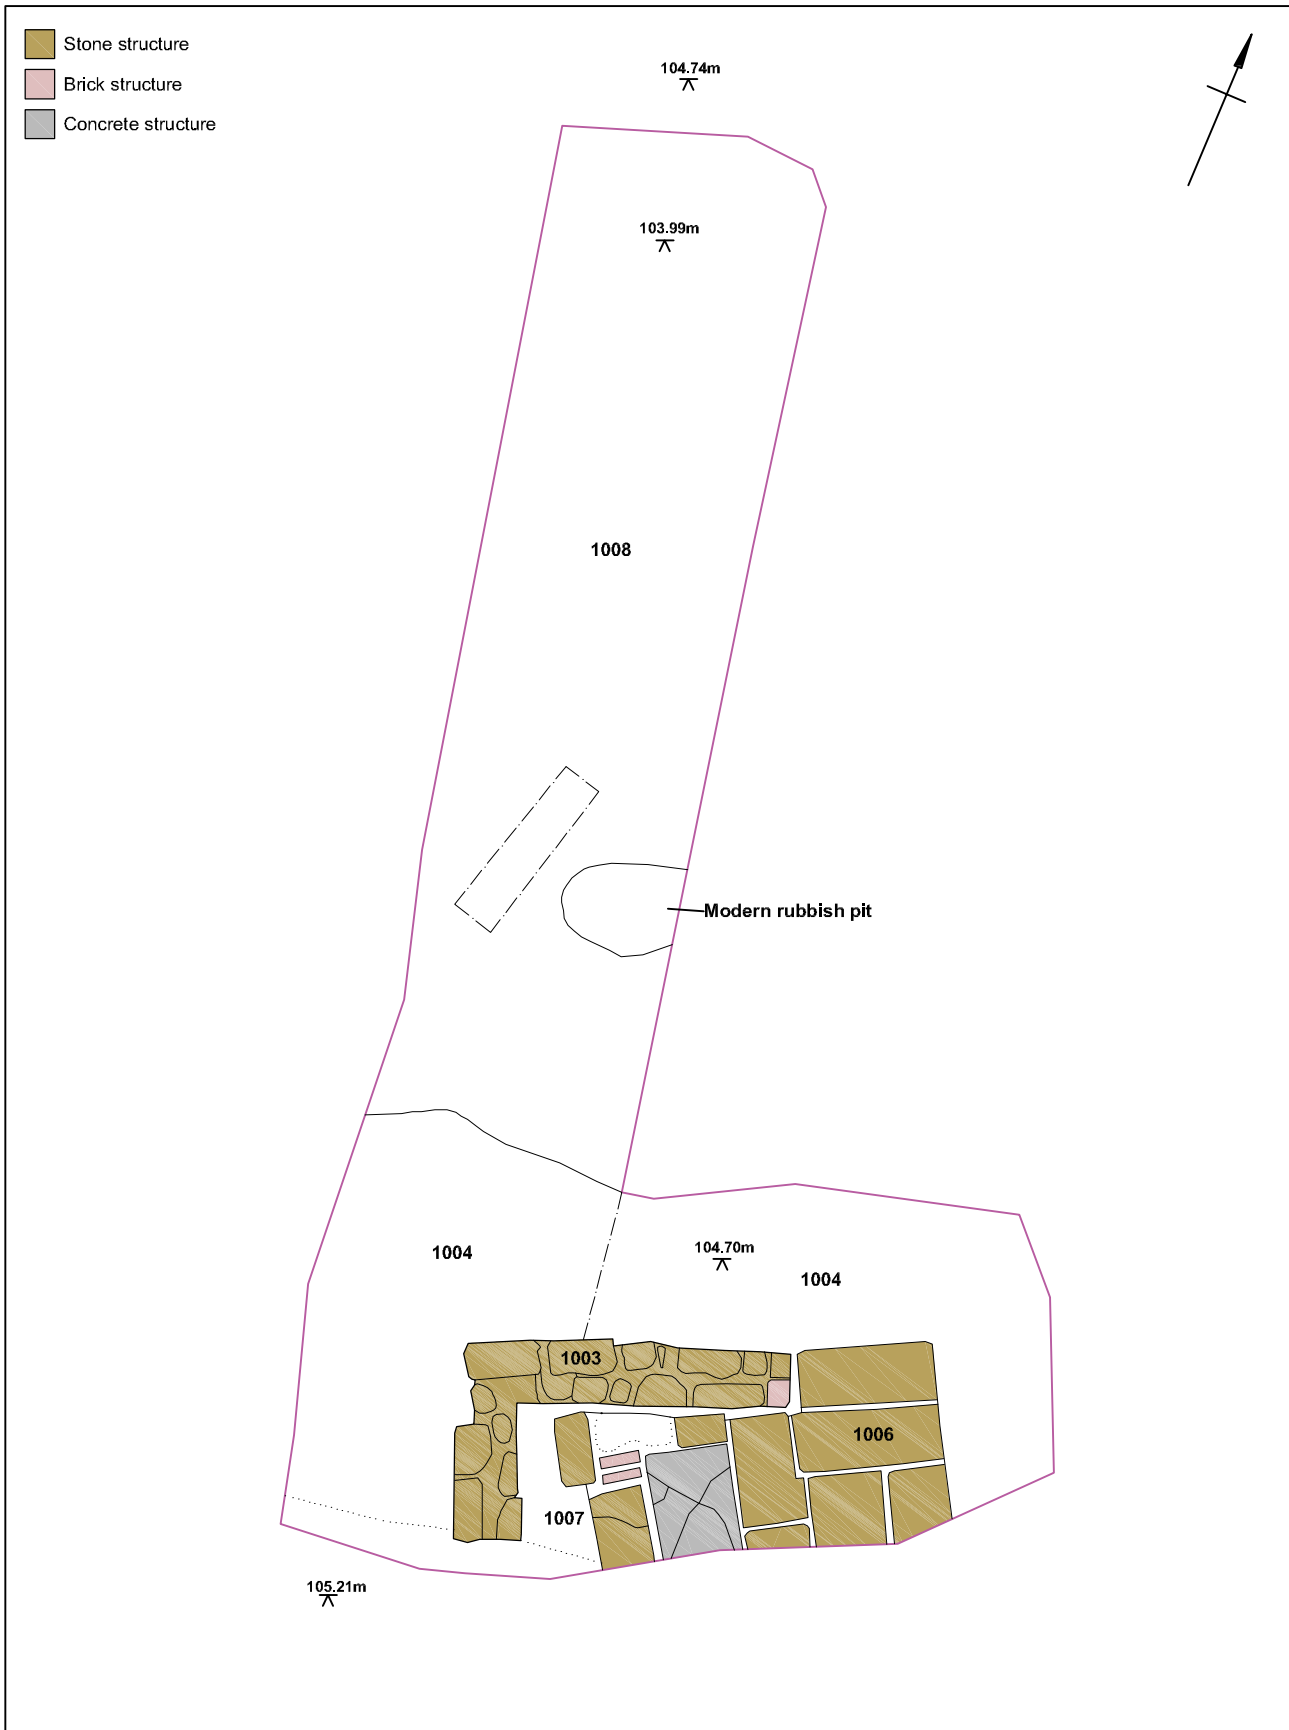 Stone structure
Brick structure
Concrete structure
104.74m
103.99m
1008
Modern rubbish pit
1004
104.70m
1004
1003
1006
1007
105.21m